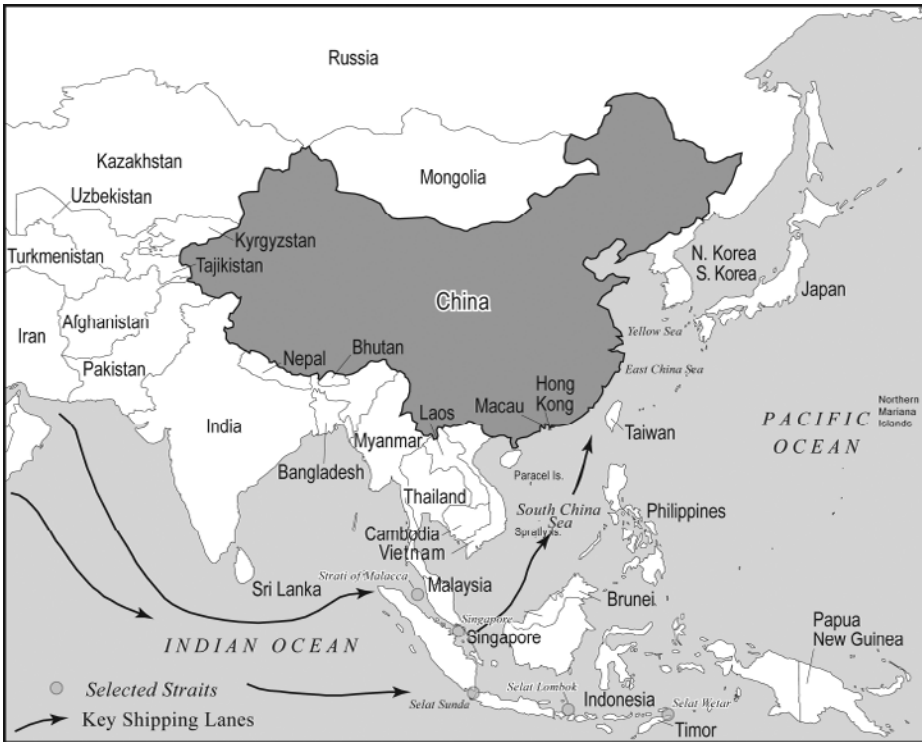 Russia
Kazakhstan
Mongolia
Uzbekistan
Kyrgyzstan
Turkmenistan
Tajikistan
N. Korea
S. Korea
Japan
China
Iran
Afghanistan
Yellow Sea
Pakistan
Nepal
Bhutan
East China Sea
Hong
Kong
Macau
Laos
India
Myanmar
Taiwan
PACIFIC
OCEAN
Northern
Mariana
Islands
Bangladesh
Paracel Is.
Thailand
South China
Sea
Philippines
Cambodia
Spratly Is.
Vietnam
Strati of Malacca
Malaysia
Sri Lanka
Brunei
Singapore
Singapore
Papua
New Guinea
INDIAN OCEAN
Selected Straits
Selat Sunda
Selat Lombok
Indonesia
Selat Wetar
Key Shipping Lanes
Timor